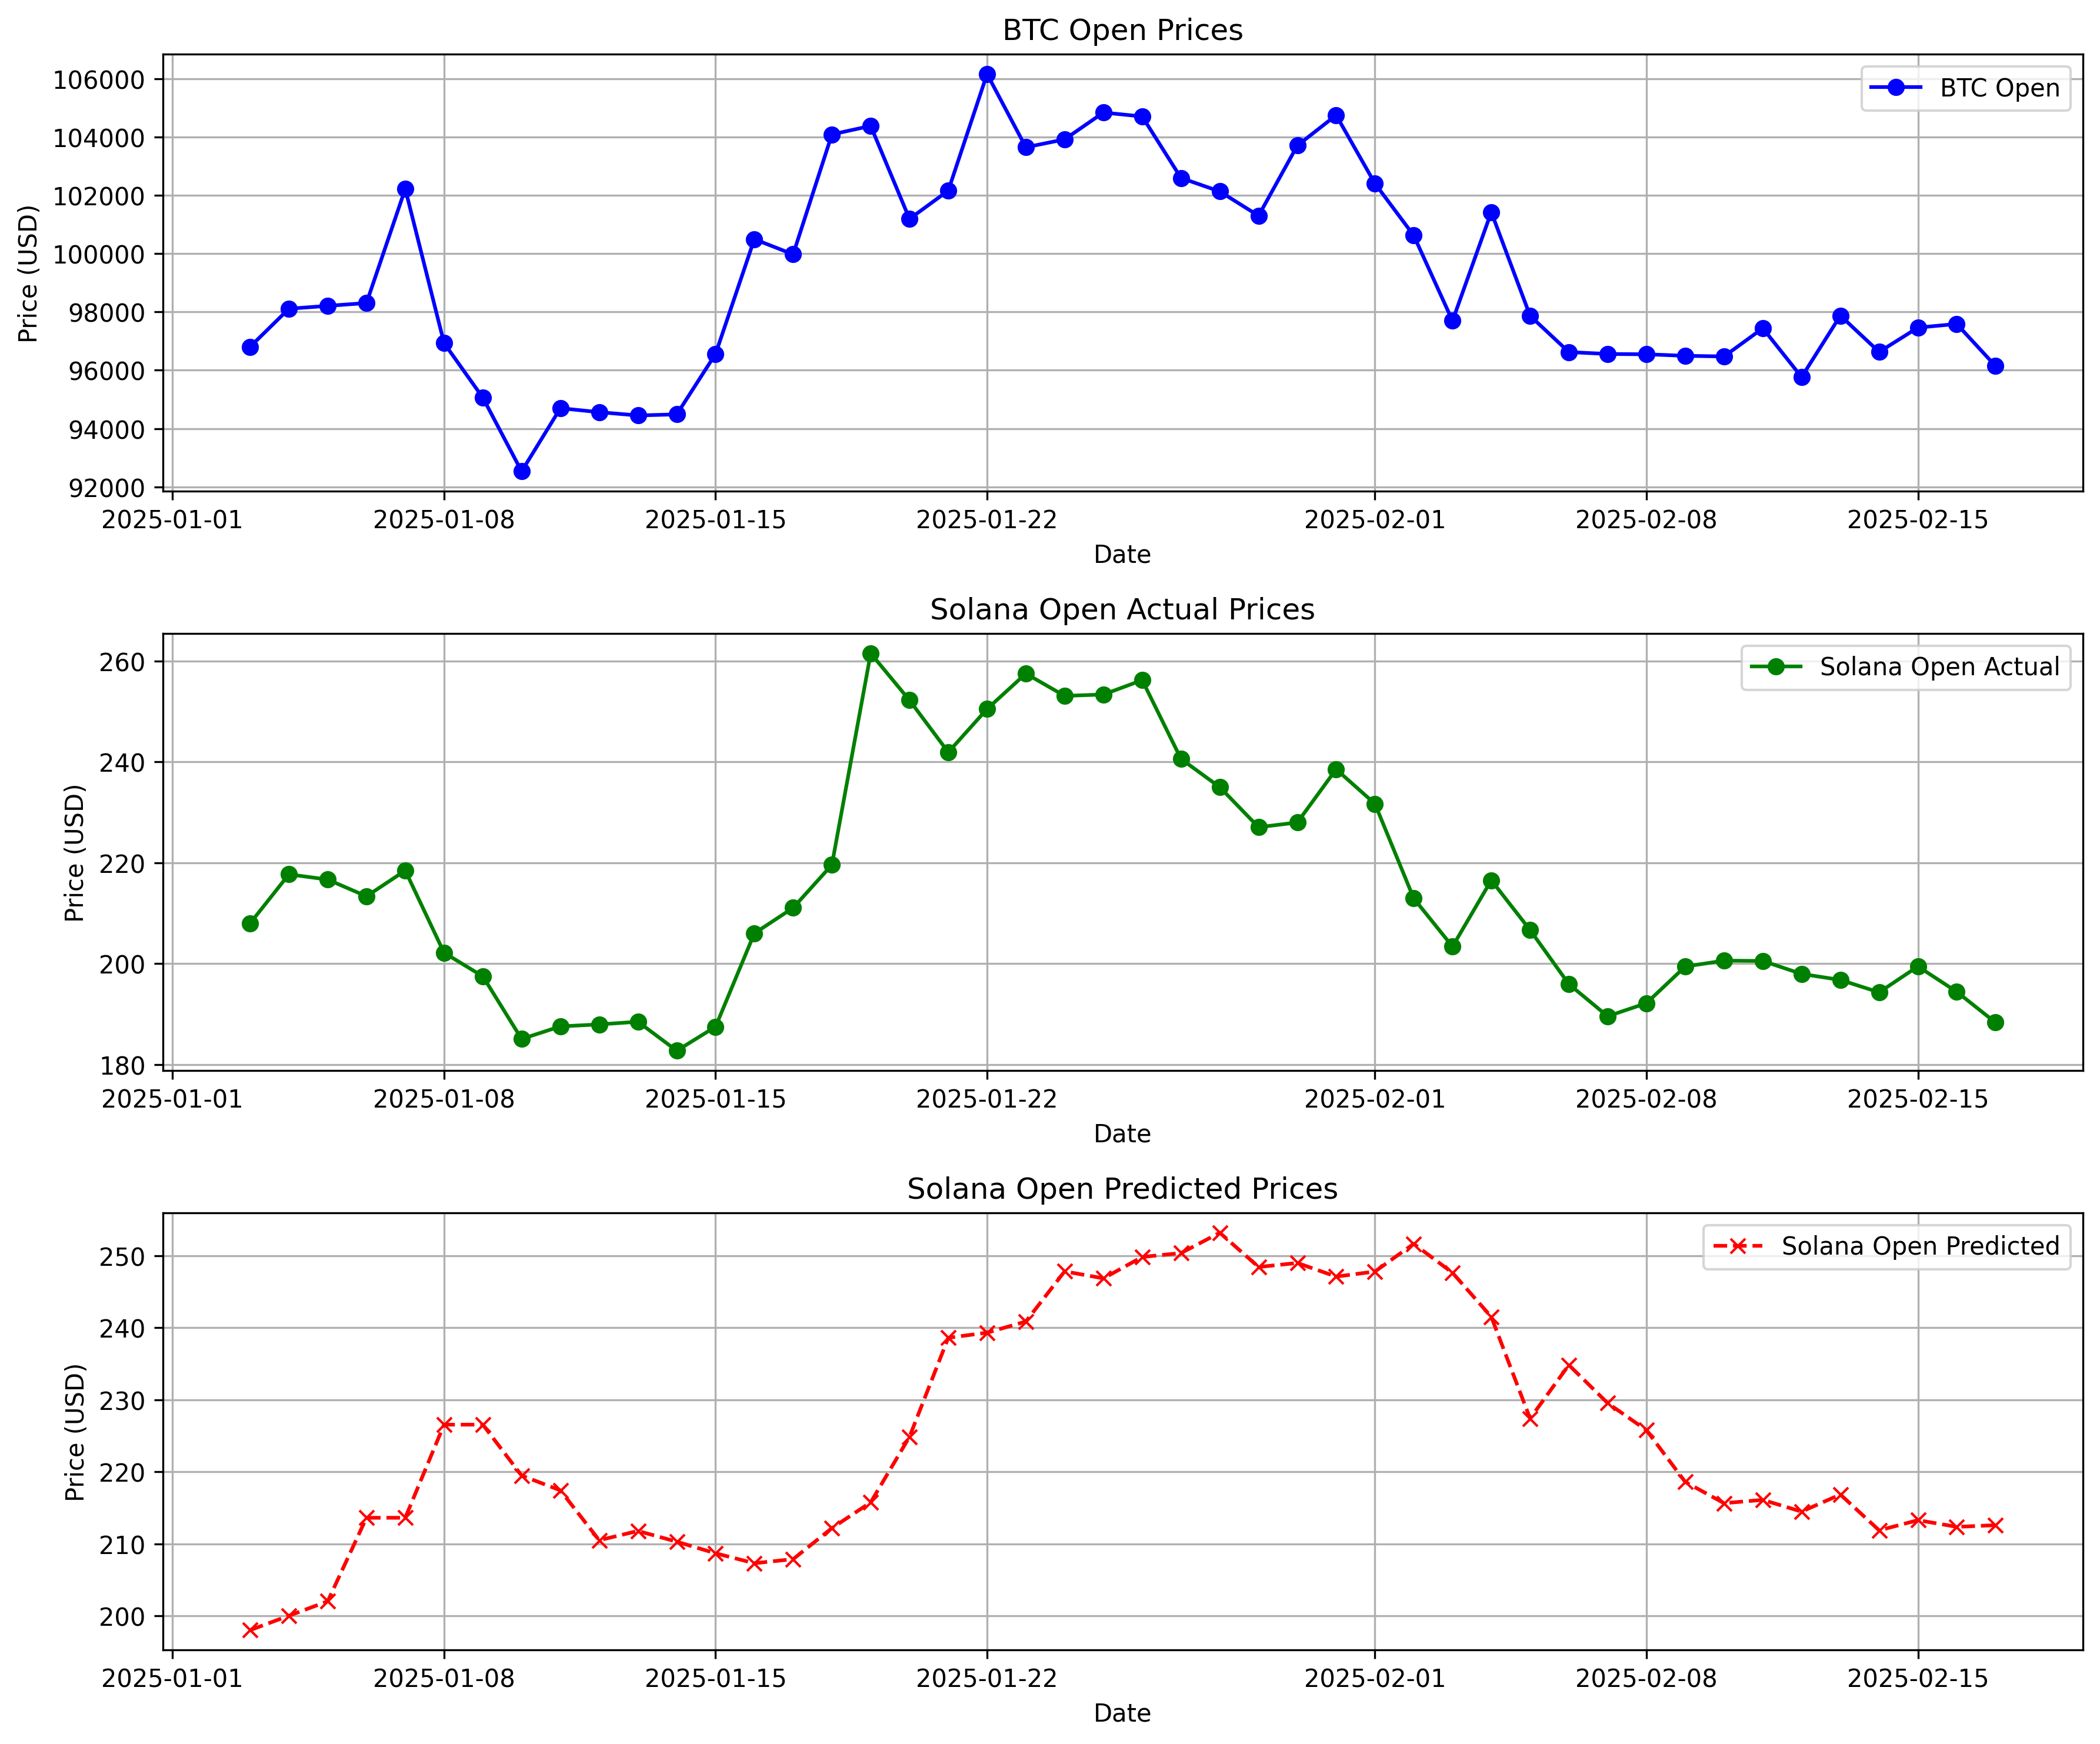 BTC Open Prices
BTC Open
Price (USD)
106000
104000
102000
100000
98000
96000
94000
92000
2025-01-01 2025-01-08 2025-01-15 2025-01-22 2025-02-01 2025-02-08 2025-02-15
Date
Solana Open Actual Prices
Solana Open Actual
Price (USD)
260
240
220
200
180
2025-01-01 2025-01-08 2025-01-15 2025-01-22 2025-02-01 2025-02-08 2025-02-15
Date
Solana Open Predicted Prices
Solana Open Predicted
Price (USD)
250
240
230
220
210
200
2025-01-01 2025-01-08 2025-01-15 2025-01-22 2025-02-01 2025-02-08 2025-02-15
Date